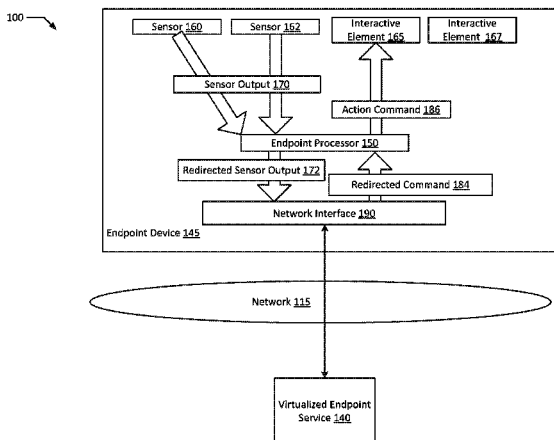 100
Sensor 160
Sensor 162
Interactive
Element 165
Interactive
Element 167
Sensor Output 170
Action Command 186
Endpoint Processor 150
Redirected Sensor Output 172
Redirected Command 184
Network Interface 190
Endpoint Device 145
Network 115
Virtualized Endpoint
Service 140